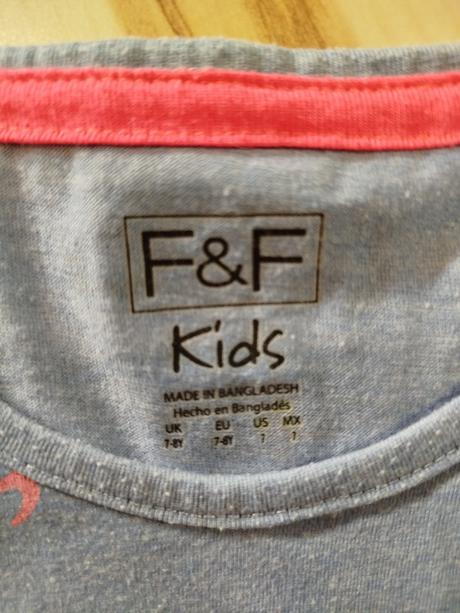 F&F
Kids
MADE IN BANGLADESH
Hecho en Bangladés
UK EU US MX
7-8Y 7-8Y 7 7